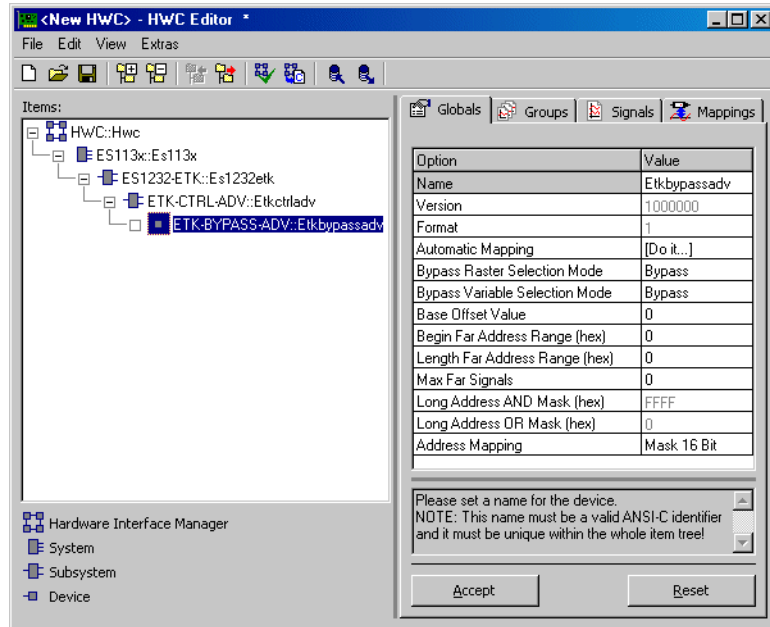 <New HWC> - HWC Editor *
File Edit View Extras
Items:
HWC::Hwc
ES113x::Es113x
ES1232-ETK::Es1232etk
ETK-CTRL-ADV::Etkctrladv
ETK-BYPASS-ADV::Etkbypassadv
Hardware Interface Manager
System
Subsystem
Device
Globals Groups Signals Mappings
Option Value
Name Etkbypassadv
Version 1000000
Format 1
Automatic Mapping [Do it...]
Bypass Raster Selection Mode Bypass
Bypass Variable Selection Mode Bypass
Base Offset Value 0
Begin Far Address Range (hex) 0
Length Far Address Range (hex) 0
Max Far Signals 0
Long Address AND Mask (hex) FFFF
Long Address OR Mask (hex) 0
Address Mapping Mask 16 Bit
Please set a name for the device.
NOTE: This name must be a valid ANSI-C identifier
and it must be unique within the whole item tree!
Accept Reset